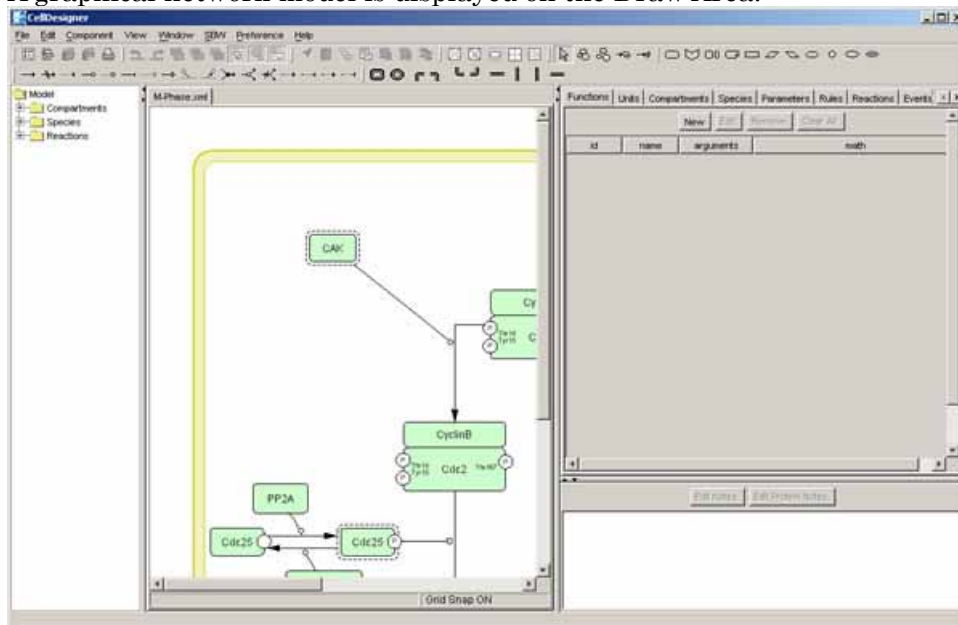 A graphical network model is displayed on the Draw Area.
CellDesigner
File Edit Component View Window SBW Preference Help
Model
Compartments
Species
Reactions
M-Phase.xml
Functions Units Compartments Species Parameters Rules Reactions Events
New Edit Remove Clear All
id name arguments math
CAK
Cy
P
P
C
CyclinB
P
P
Cdc2
P
PP2A
Cdc25
Cdc25 P
Grid Snap ON
Edit Notes Edit Protein Notes